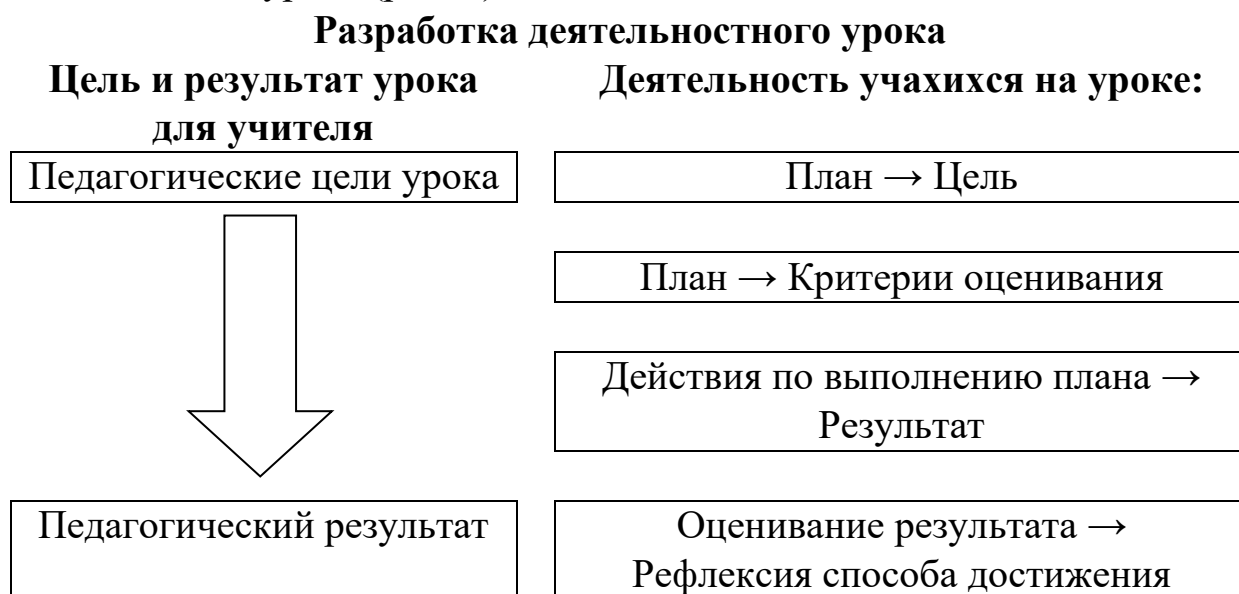 Разработка деятельностного урока
Цель и результат урока
для учителя
Деятельность учахихся на уроке:
Педагогические цели урока
План → Цель
План → Критерии оценивания
Действия по выполнению плана →
Результат
Педагогический результат
Оценивание результата →
Рефлексия способа достижения